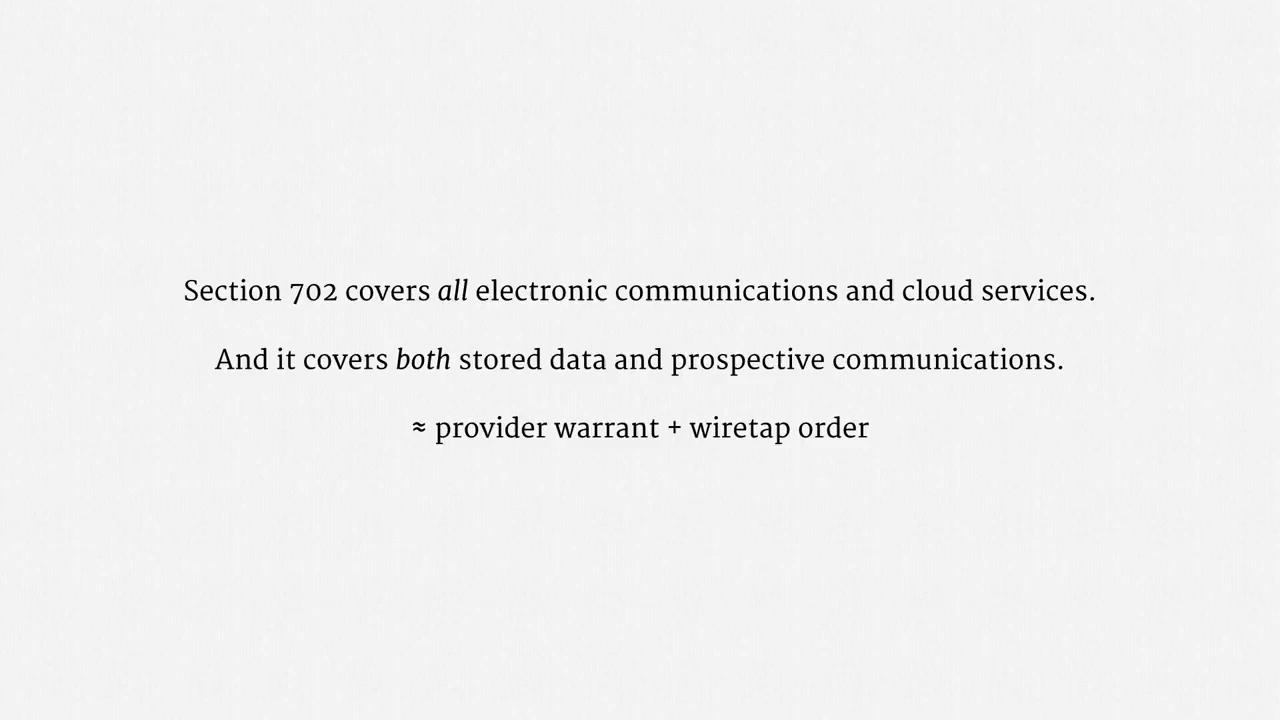 Section 702 covers all electronic communications and cloud services.
And it covers both stored data and prospective communications.
≈ provider warrant + wiretap order